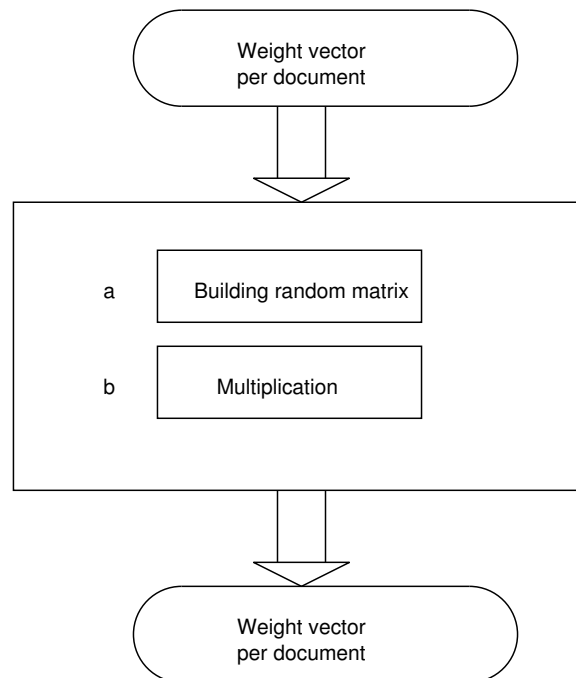 Weight vector
per document
a
Building random matrix
b
Multiplication
Weight vector
per document